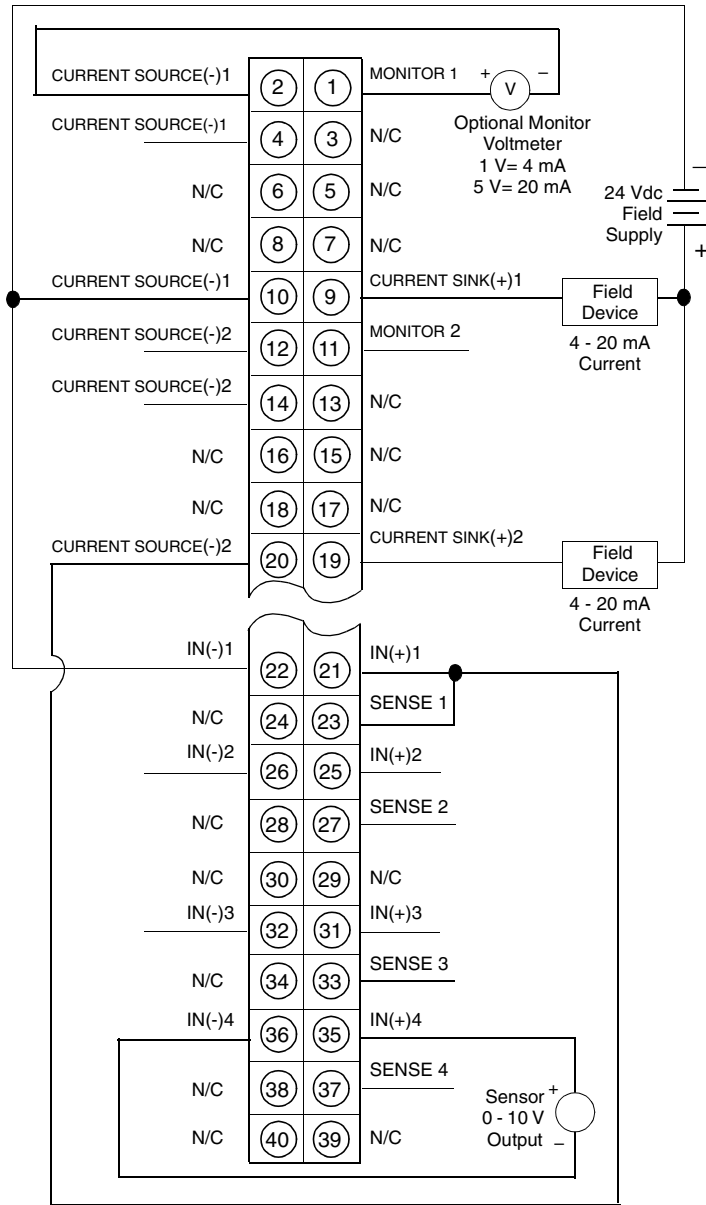 CURRENT SOURCE(-)1
2
1
MONITOR 1
+
V
–
CURRENT SOURCE(-)1
4
3
N/C
Optional Monitor
Voltmeter
1 V= 4 mA
5 V= 20 mA
N/C
6
5
N/C
24 Vdc
Field
Supply
–
+
N/C
8
7
N/C
CURRENT SOURCE(-)1
10
9
CURRENT SINK(+)1
Field
Device
4 - 20 mA
Current
CURRENT SOURCE(-)2
12
11
MONITOR 2
CURRENT SOURCE(-)2
14
13
N/C
N/C
16
15
N/C
N/C
18
17
N/C
CURRENT SOURCE(-)2
20
19
CURRENT SINK(+)2
Field
Device
4 - 20 mA
Current
IN(-)1
22
21
IN(+)1
N/C
24
23
SENSE 1
IN(-)2
26
25
IN(+)2
N/C
28
27
SENSE 2
N/C
30
29
N/C
IN(-)3
32
31
IN(+)3
N/C
34
33
SENSE 3
IN(-)4
36
35
IN(+)4
N/C
38
37
SENSE 4
Sensor
0 - 10 V
Output
+
–
N/C
40
39
N/C